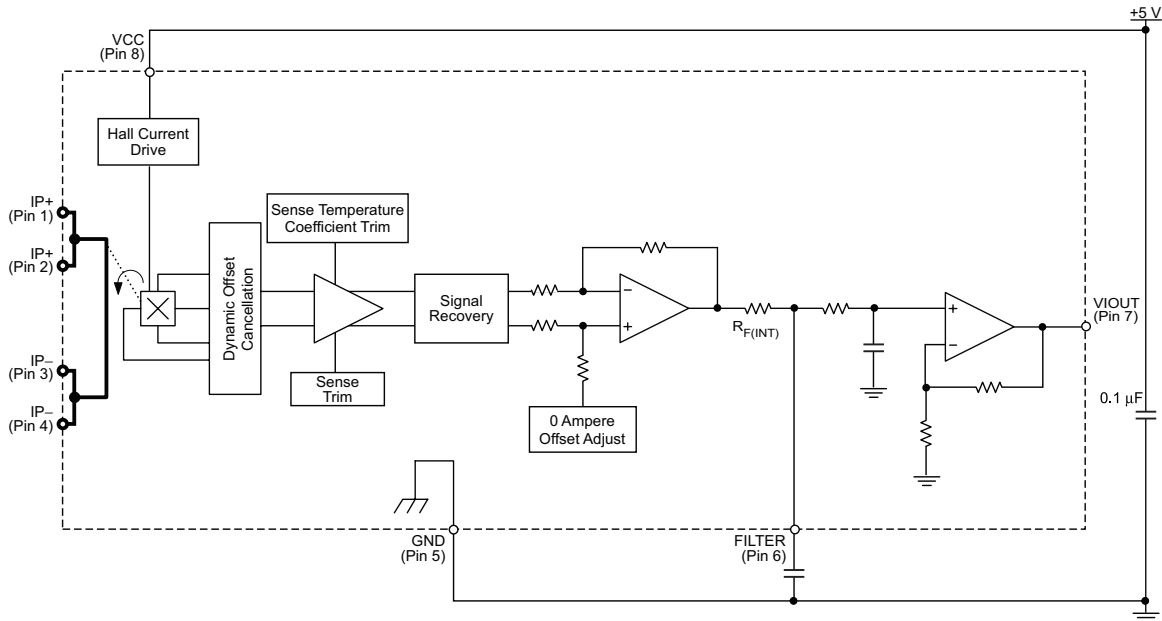 +5 V
VCC
(Pin 8)
Hall Current
Drive
IP+
(Pin 1)
IP+
(Pin 2)
IP–
(Pin 3)
IP–
(Pin 4)
Dynamic Offset
Cancellation
Sense Temperature
Coefficient Trim
Sense
Trim
Signal
Recovery
0 Ampere
Offset Adjust
–
+
RF(INT)
+
–
VIOUT
(Pin 7)
0.1 μF
GND
(Pin 5)
FILTER
(Pin 6)